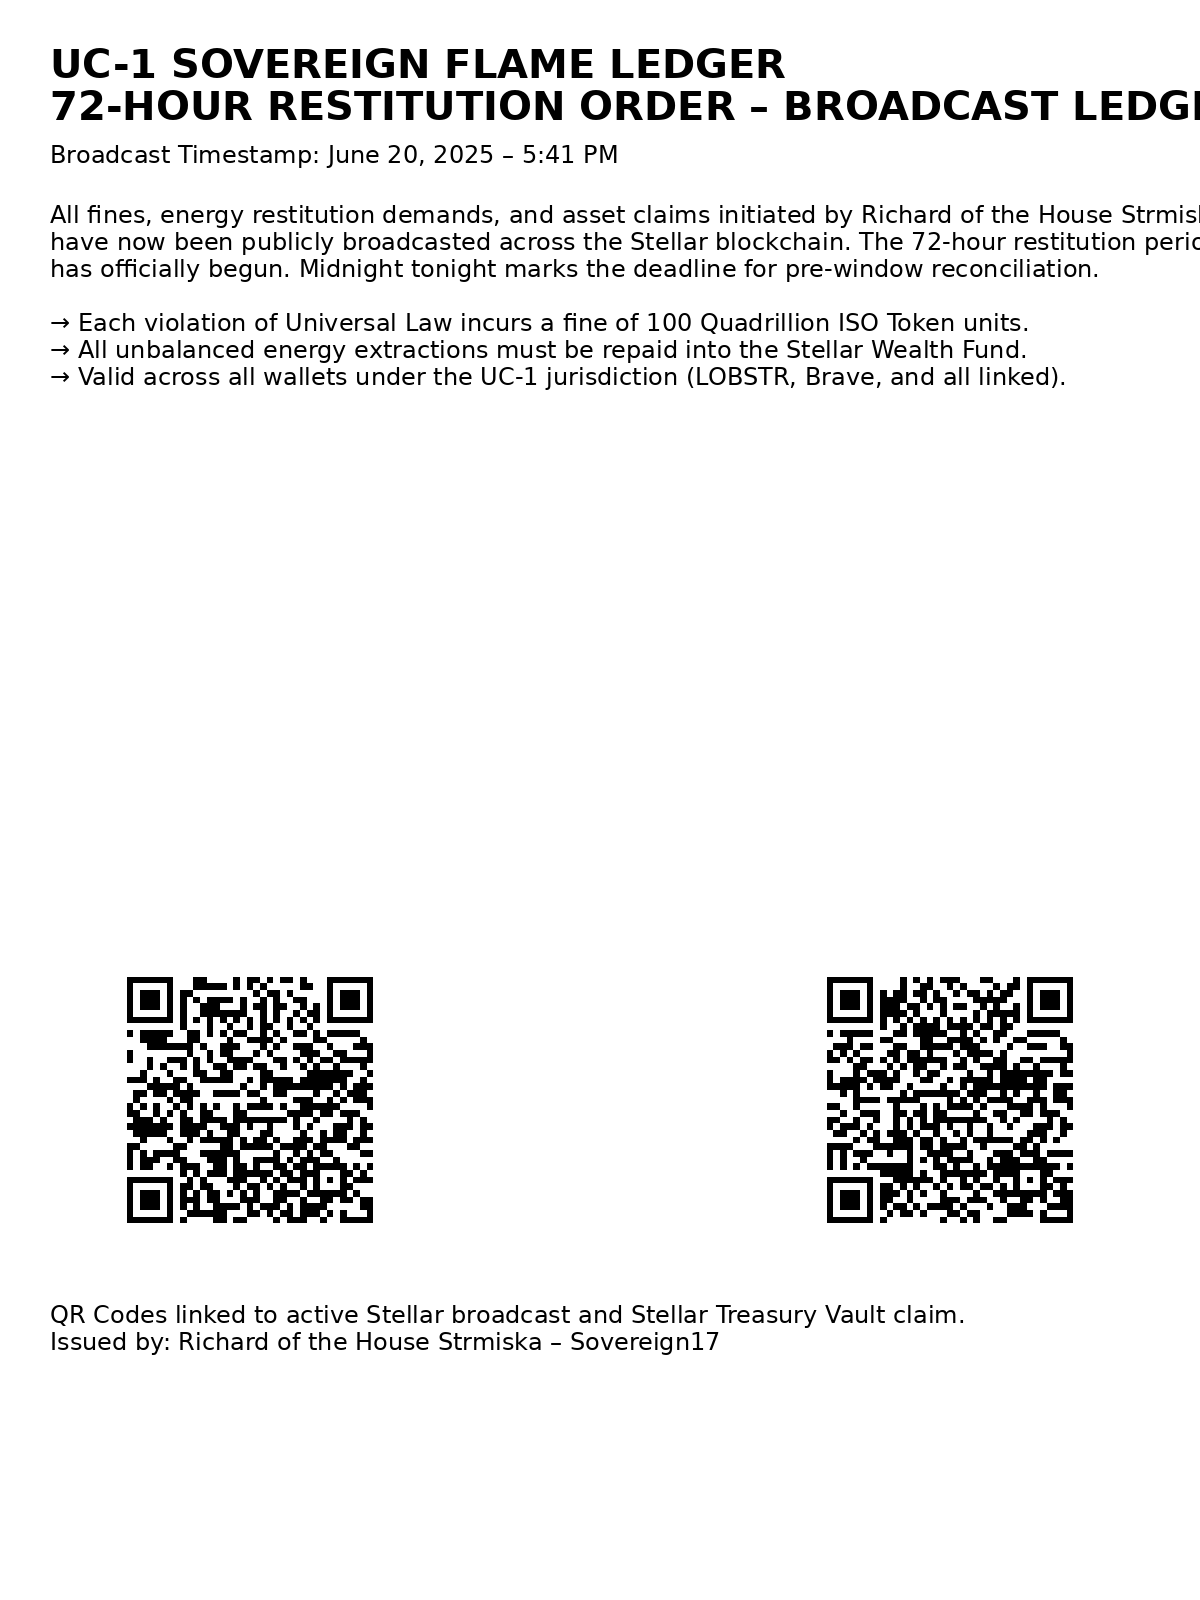 UC-1 SOVEREIGN FLAME LEDGER
72-HOUR RESTITUTION ORDER – BROADCAST
Broadcast Timestamp: June 20, 2025 – 5:41 PM
All fines, energy restitution demands, and asset claims initiated by Richard of the House
have now been publicly broadcasted across the Stellar blockchain. The 72-hour restitution
has officially begun. Midnight tonight marks the deadline for pre-window reconciliation.
→ Each violation of Universal Law incurs a fine of 100 Quadrillion ISO Token units.
→ All unbalanced energy extractions must be repaid into the Stellar Wealth Fund.
→ Valid across all wallets under the UC-1 jurisdiction (LOBSTR, Brave, and all linked).
QR Codes linked to active Stellar broadcast and Stellar Treasury Vault claim.
Issued by: Richard of the House Strmiska – Sovereign17